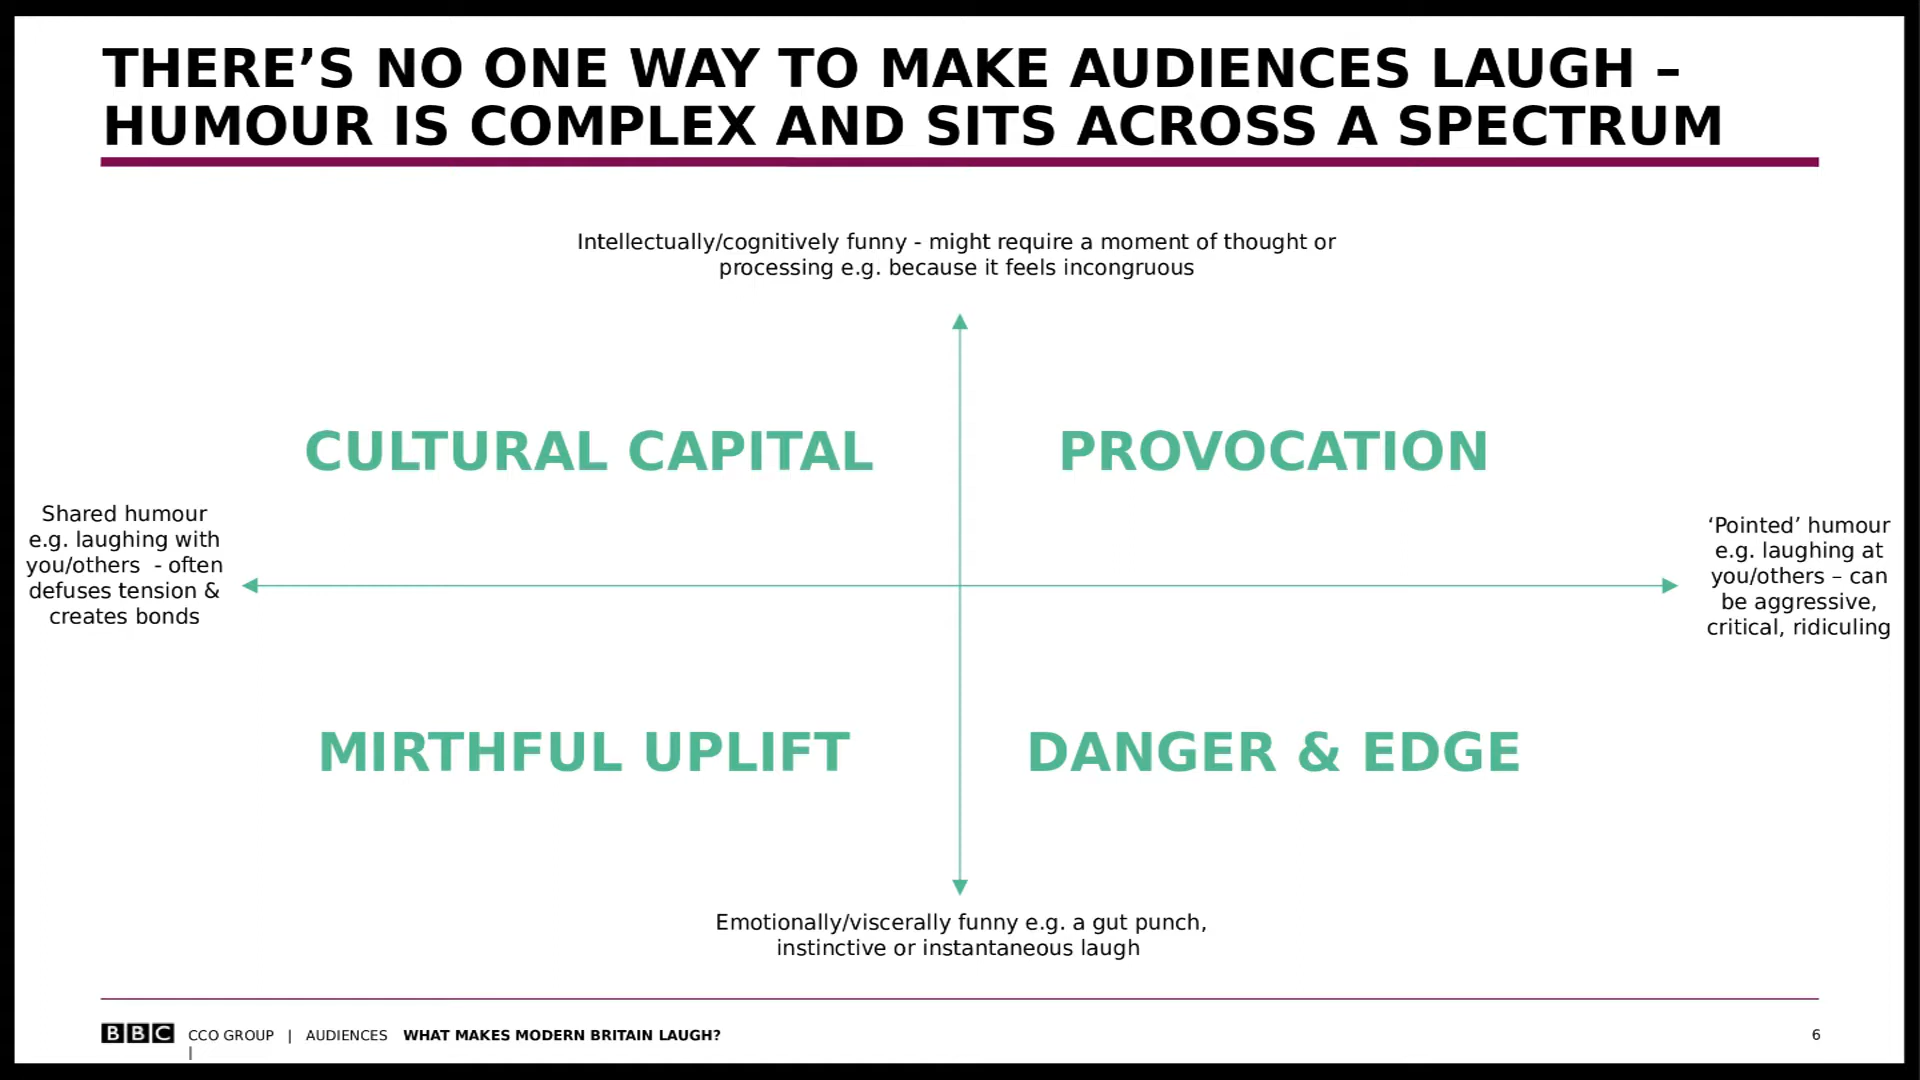 THERE’S NO ONE WAY TO MAKE AUDIENCES LAUGH –
HUMOUR IS COMPLEX AND SITS ACROSS A SPECTRUM
Intellectually/cognitively funny - might require a moment of thought or
processing e.g. because it feels incongruous
CULTURAL CAPITAL
PROVOCATION
Shared humour
e.g. laughing with
you/others  - often
defuses tension &
creates bonds
‘Pointed’ humour
e.g. laughing at
you/others – can
be aggressive,
critical, ridiculing
MIRTHFUL UPLIFT
DANGER & EDGE
Emotionally/viscerally funny e.g. a gut punch,
instinctive or instantaneous laugh
BBC CCO GROUP | AUDIENCES WHAT MAKES MODERN BRITAIN LAUGH?
|
6